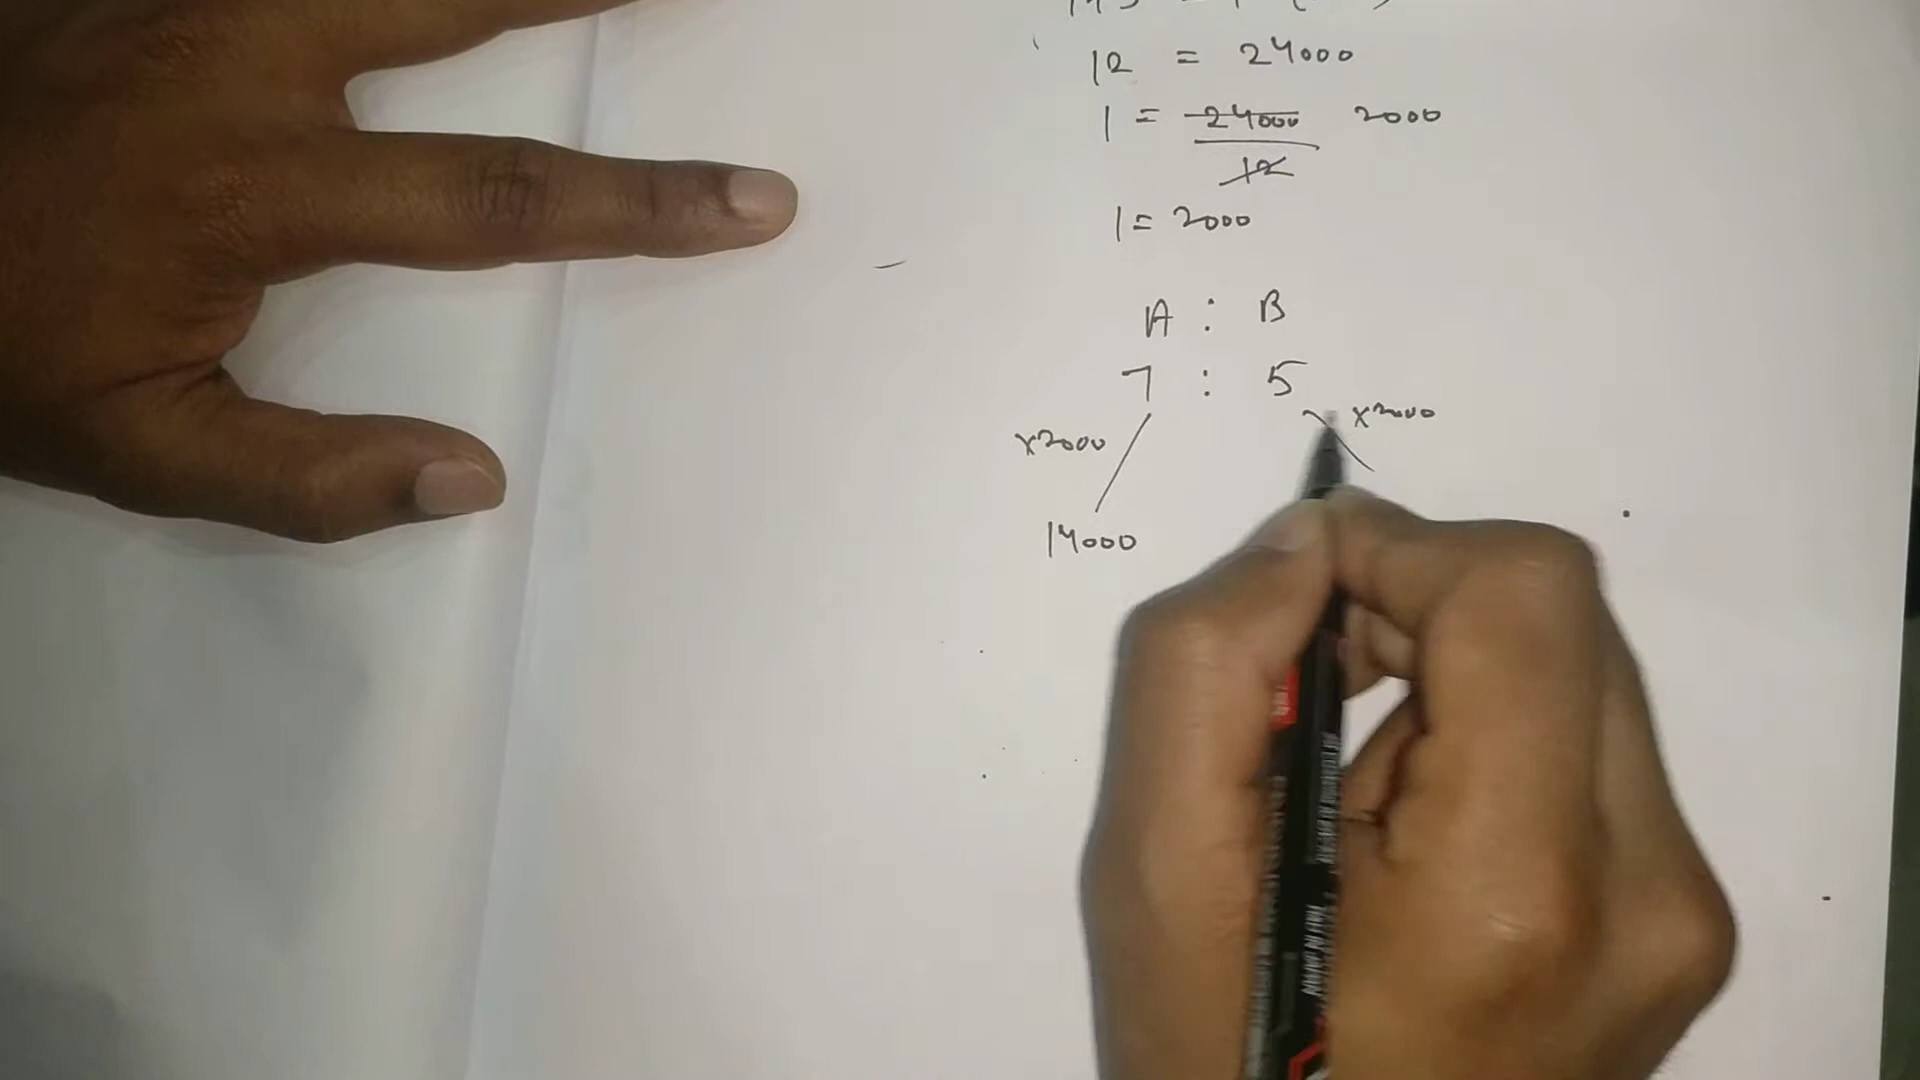 12 = 24000
1 = 24000 2000
12
1 = 2000
A : B
7 : 5
x2000 x2000
14000